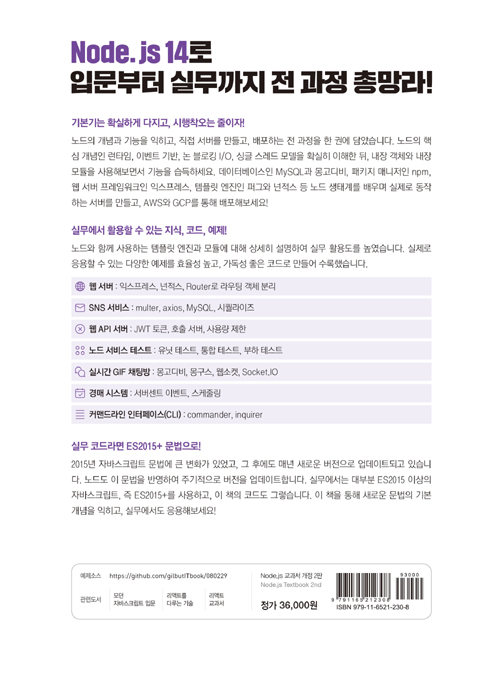 Node.js 14로
입문부터 실무까지 전 과정 총망라!
기본기는 확실하게 다지고, 시행착오는 줄이자!
노드의 개념과 기능을 익히고, 직접 서버를 만들고, 배포하는 전 과정을 한 권에 담았습니다. 노드의 핵
심 개념인 런타임, 이벤트 기반, 논 블로킹 I/O, 싱글 스레드 모델을 확실히 이해한 뒤, 내장 객체와 내장
모듈을 사용해보면서 기능을 습득하세요. 데이터베이스인 MySQL과 몽고디비, 패키지 매니저인 npm,
웹 서버 프레임워크인 익스프레스, 템플릿 엔진인 퍼그와 넌적스 등 노드 생태계를 배우며 실제로 동작
하는 서버를 만들고, AWS와 GCP를 통해 배포해보세요!
실무에서 활용할 수 있는 지식, 코드, 예제!
노드와 함께 사용하는 템플릿 엔진과 모듈에 대해 상세히 설명하여 실무 활용도를 높였습니다. 실제로
응용할 수 있는 다양한 예제를 효율성 높고, 가독성 좋은 코드로 만들어 수록했습니다.
웹 서버 : 익스프레스, 넌적스, Router로 라우팅 객체 분리
SNS 서비스 : multer, axios, MySQL, 시퀄라이즈
웹 API 서버 : JWT 토큰, 호출 서버, 사용량 제한
노드 서비스 테스트 : 유닛 테스트, 통합 테스트, 부하 테스트
실시간 GIF 채팅방 : 몽고디비, 몽구스, 웹소켓, Socket.IO
경매 시스템 : 서버센트 이벤트, 스케줄링
커맨드라인 인터페이스(CLI) : commander, inquirer
실무 코드라면 ES2015+ 문법으로!
2015년 자바스크립트 문법에 큰 변화가 있었고, 그 후에도 매년 새로운 버전으로 업데이트되고 있습니
다. 노드도 이 문법을 반영하여 주기적으로 버전을 업데이트합니다. 실무에서는 대부분 ES2015 이상의
자바스크립트, 즉 ES2015+를 사용하고, 이 책의 코드도 그렇습니다. 이 책을 통해 새로운 문법의 기본
개념을 익히고, 실무에서도 응용해보세요!
예제소스 https://github.com/gilbutITbook/080229
관련도서
모던
자바스크립트 입문
리액트를
다루는 기술
리액트
교과서
Node.js 교과서 개정 2판
Node.js Textbook 2nd
정가 36,000원
93000
9 791165 212308
ISBN 979-11-6521-230-8